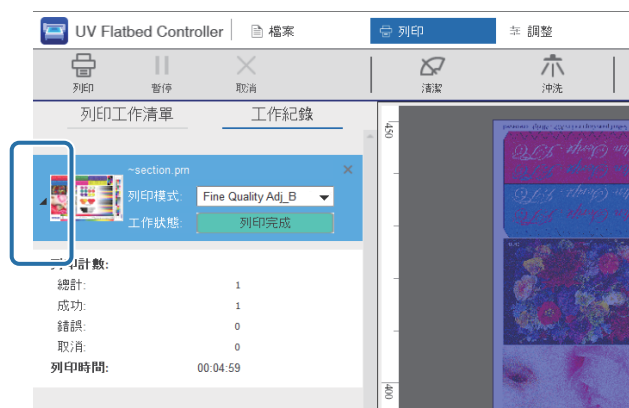 UV Flatbed Controller 檔案 列印 調整
列印 暫停 取消 清潔 沖洗
列印工作清單 工作紀錄
~section.prn
列印模式: Fine Quality Adj_B
工作狀態: 列印完成
列印計數:
總計: 1
成功: 1
錯誤: 0
取消: 0
列印時間: 00:04:59
450
400